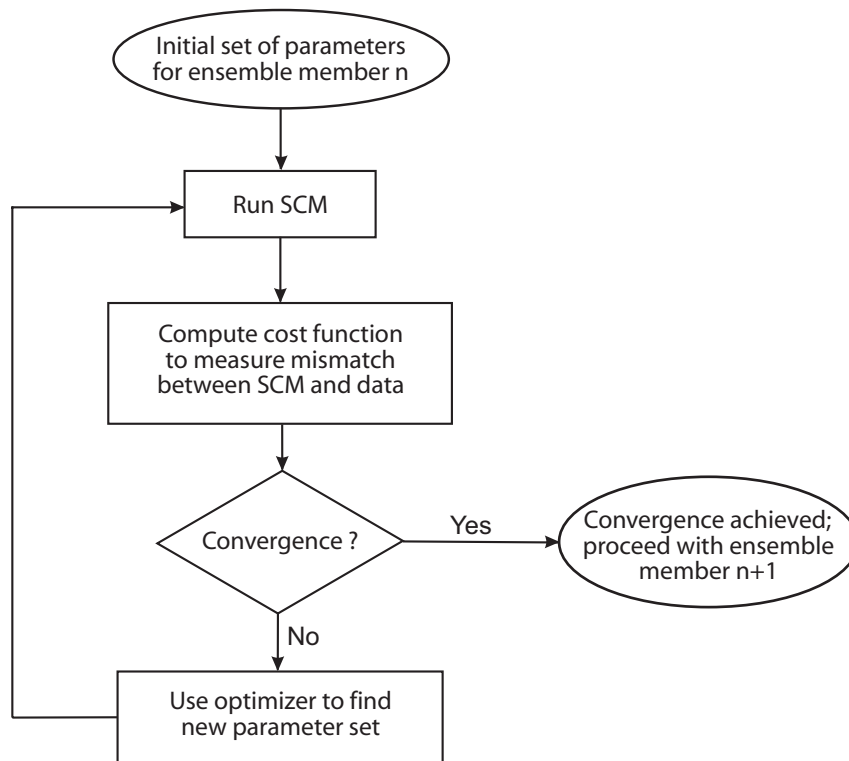 Initial set of parameters
for ensemble member n
Run SCM
Compute cost function
to measure mismatch
between SCM and data
Convergence ?
Yes
Convergence achieved;
proceed with ensemble
member n+1
No
Use optimizer to find
new parameter set